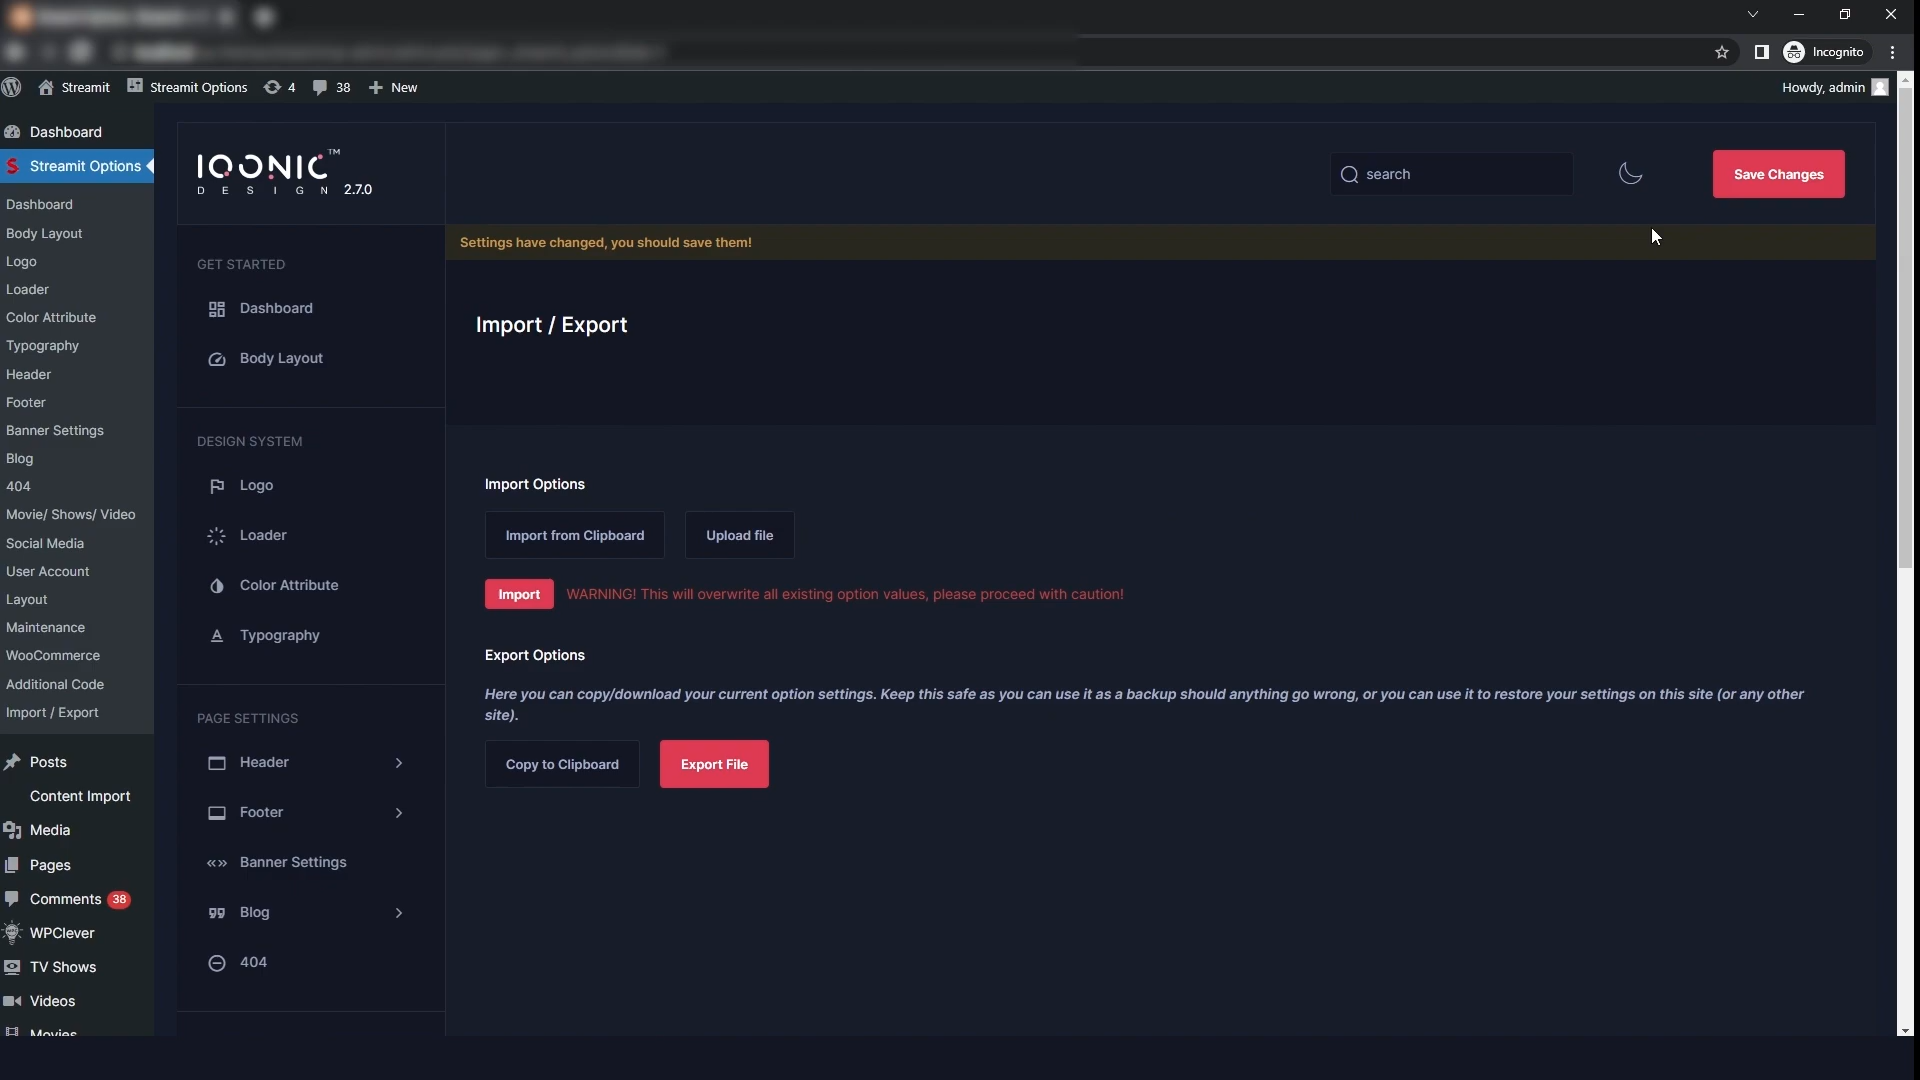 Incognito
Streamit
Streamit Options
4
38
New
Howdy, admin
Dashboard
Streamit Options
Dashboard
Body Layout
Logo
Loader
Color Attribute
Typography
Header
Footer
Banner Settings
Blog
404
Movie/ Shows/ Video
Social Media
User Account
Layout
Maintenance
WooCommerce
Additional Code
Import / Export
Posts
Content Import
Media
Pages
Comments 38
WPClever
TV Shows
Videos
Movies
IQONIC™
DESIGN 2.7.0
GET STARTED
Dashboard
Body Layout
DESIGN SYSTEM
Logo
Loader
Color Attribute
Typography
PAGE SETTINGS
Header
Footer
Banner Settings
Blog
404
search
Save Changes
Settings have changed, you should save them!
Import / Export
Import Options
Import from Clipboard
Upload file
Import
WARNING! This will overwrite all existing option values, please proceed with caution!
Export Options
Here you can copy/download your current option settings. Keep this safe as you can use it as a backup should anything go wrong, or you can use it to restore your settings on this site (or any other
site).
Copy to Clipboard
Export File